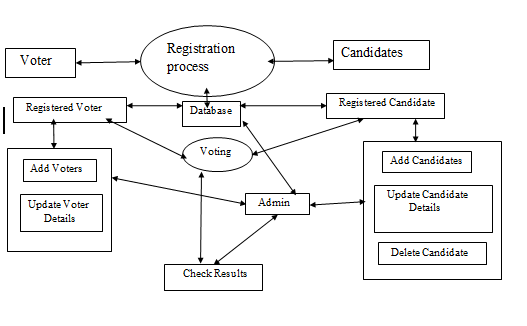 Voter
Registration
process
Candidates
Registered Voter
Database
Registered Candidate
Voting
Add Voters
Update Voter
Details
Admin
Add Candidates
Update Candidate
Details
Delete Candidate
Check Results